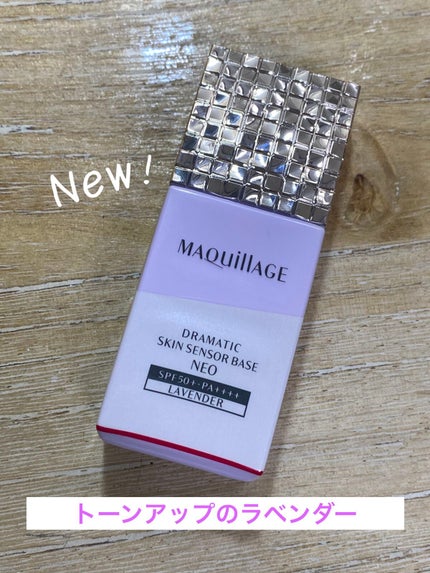 New!
MAQuillAGE
DRAMATIC
SKIN SENSOR BASE
NEO
SPF50+・PA++++
LAVENDER
トーンアップのラベンダー